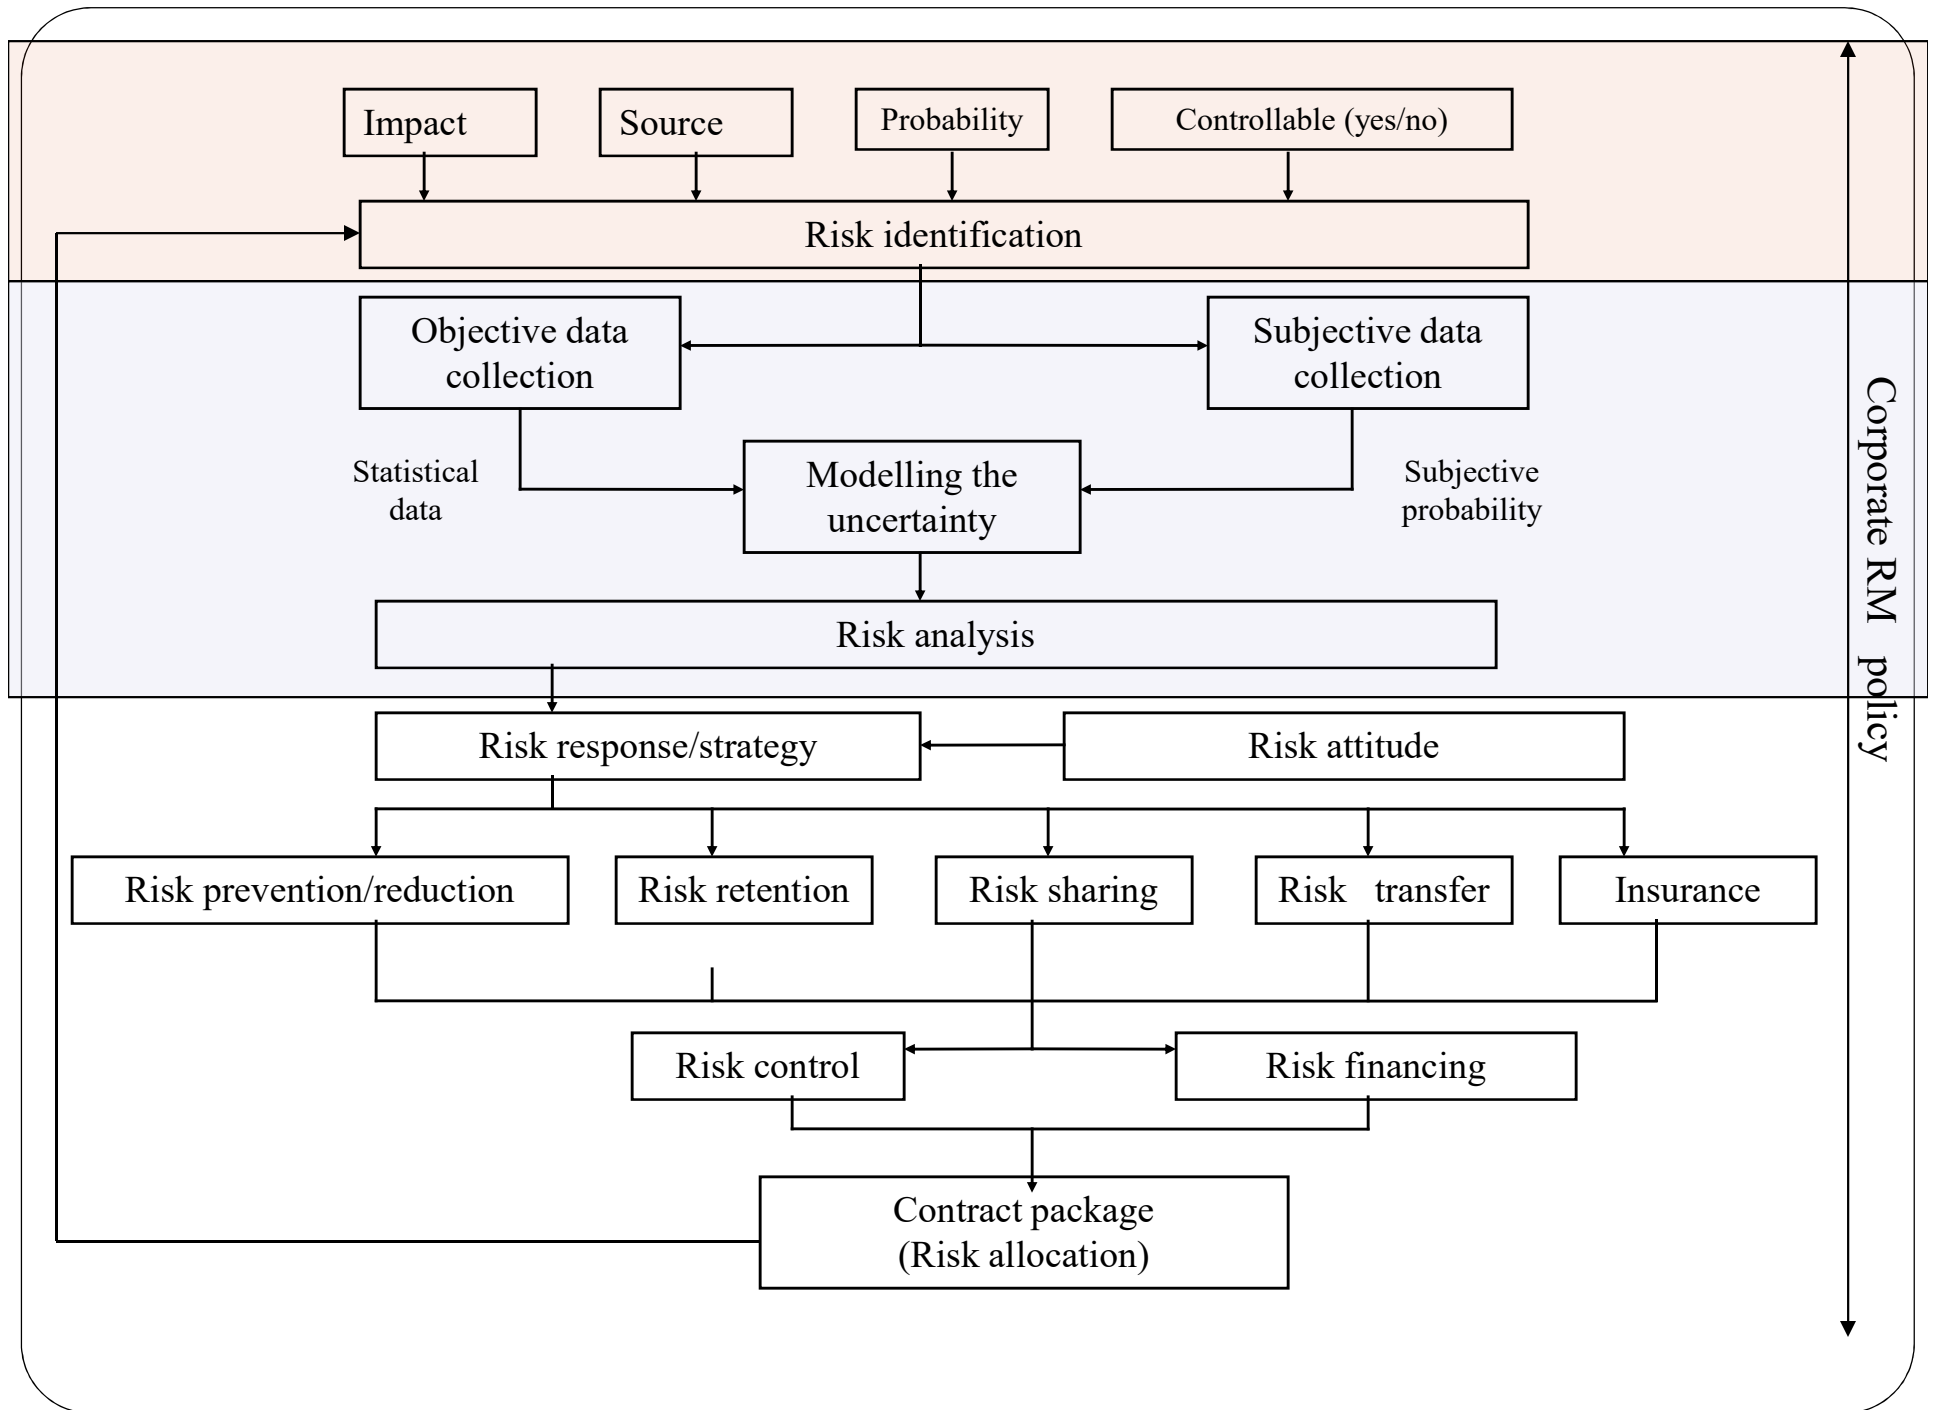 Impact
Source
Probability
Controllable (yes/no)
Risk identification
Objective data
collection
Subjective data
collection
Statistical
data
Modelling the
uncertainty
Subjective
probability
Risk analysis
Risk response/strategy
Risk attitude
Risk prevention/reduction
Risk retention
Risk sharing
Risk transfer
Insurance
Risk control
Risk financing
Contract package
(Risk allocation)
Corporate RM policy